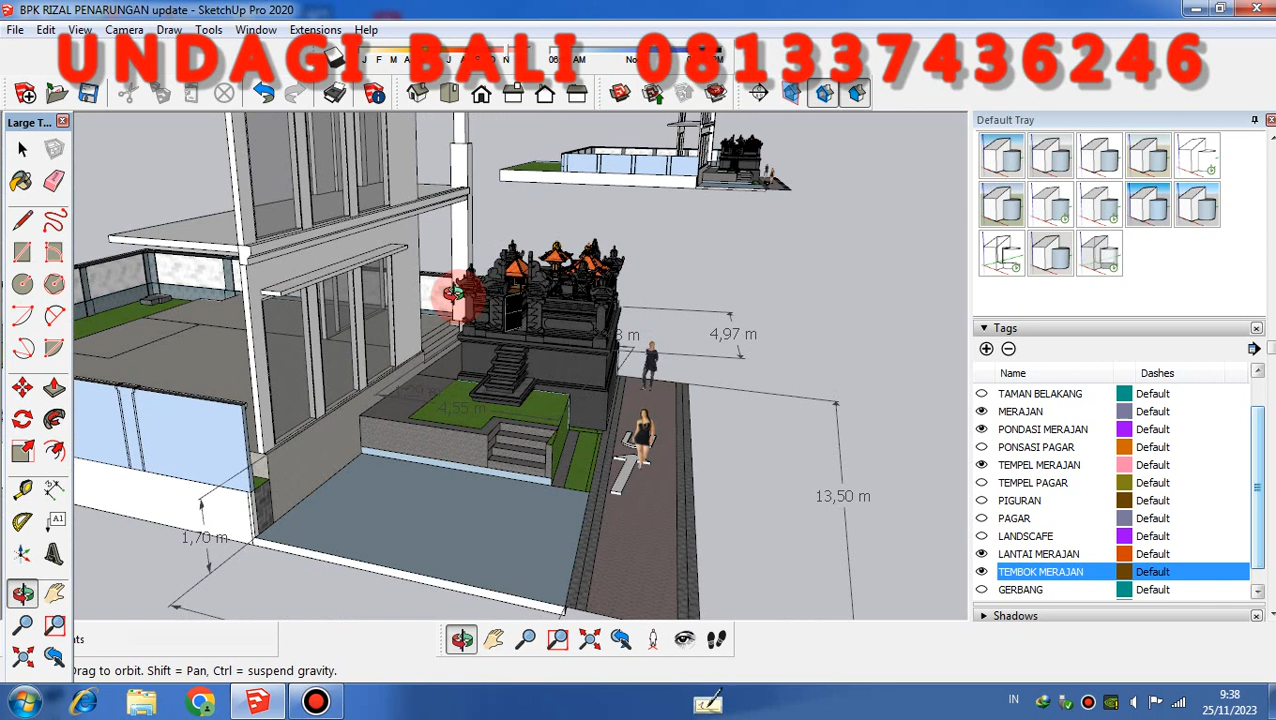 BPK RIZAL PENARUNGAN update - SketchUp Pro 2020
File Edit View Camera Draw Tools Window Extensions Help
UNDAGI BALI 081337436246
J F M A
Large T...
Default Tray
A1
4,97 m
4,55 m
13,50 m
1,70 m
Tags
Name Dashes
TAMAN BELAKANG Default
MERAJAN Default
PONDASI MERAJAN Default
PONSASI PAGAR Default
TEMPEL MERAJAN Default
TEMPEL PAGAR Default
PIGURAN Default
PAGAR Default
LANDSCAPE Default
LANTAI MERAJAN Default
TEMBOK MERAJAN Default
GERBANG Default
Shadows
Drag to orbit. Shift = Pan, Ctrl = suspend gravity.
IN
9:38
25/11/2023